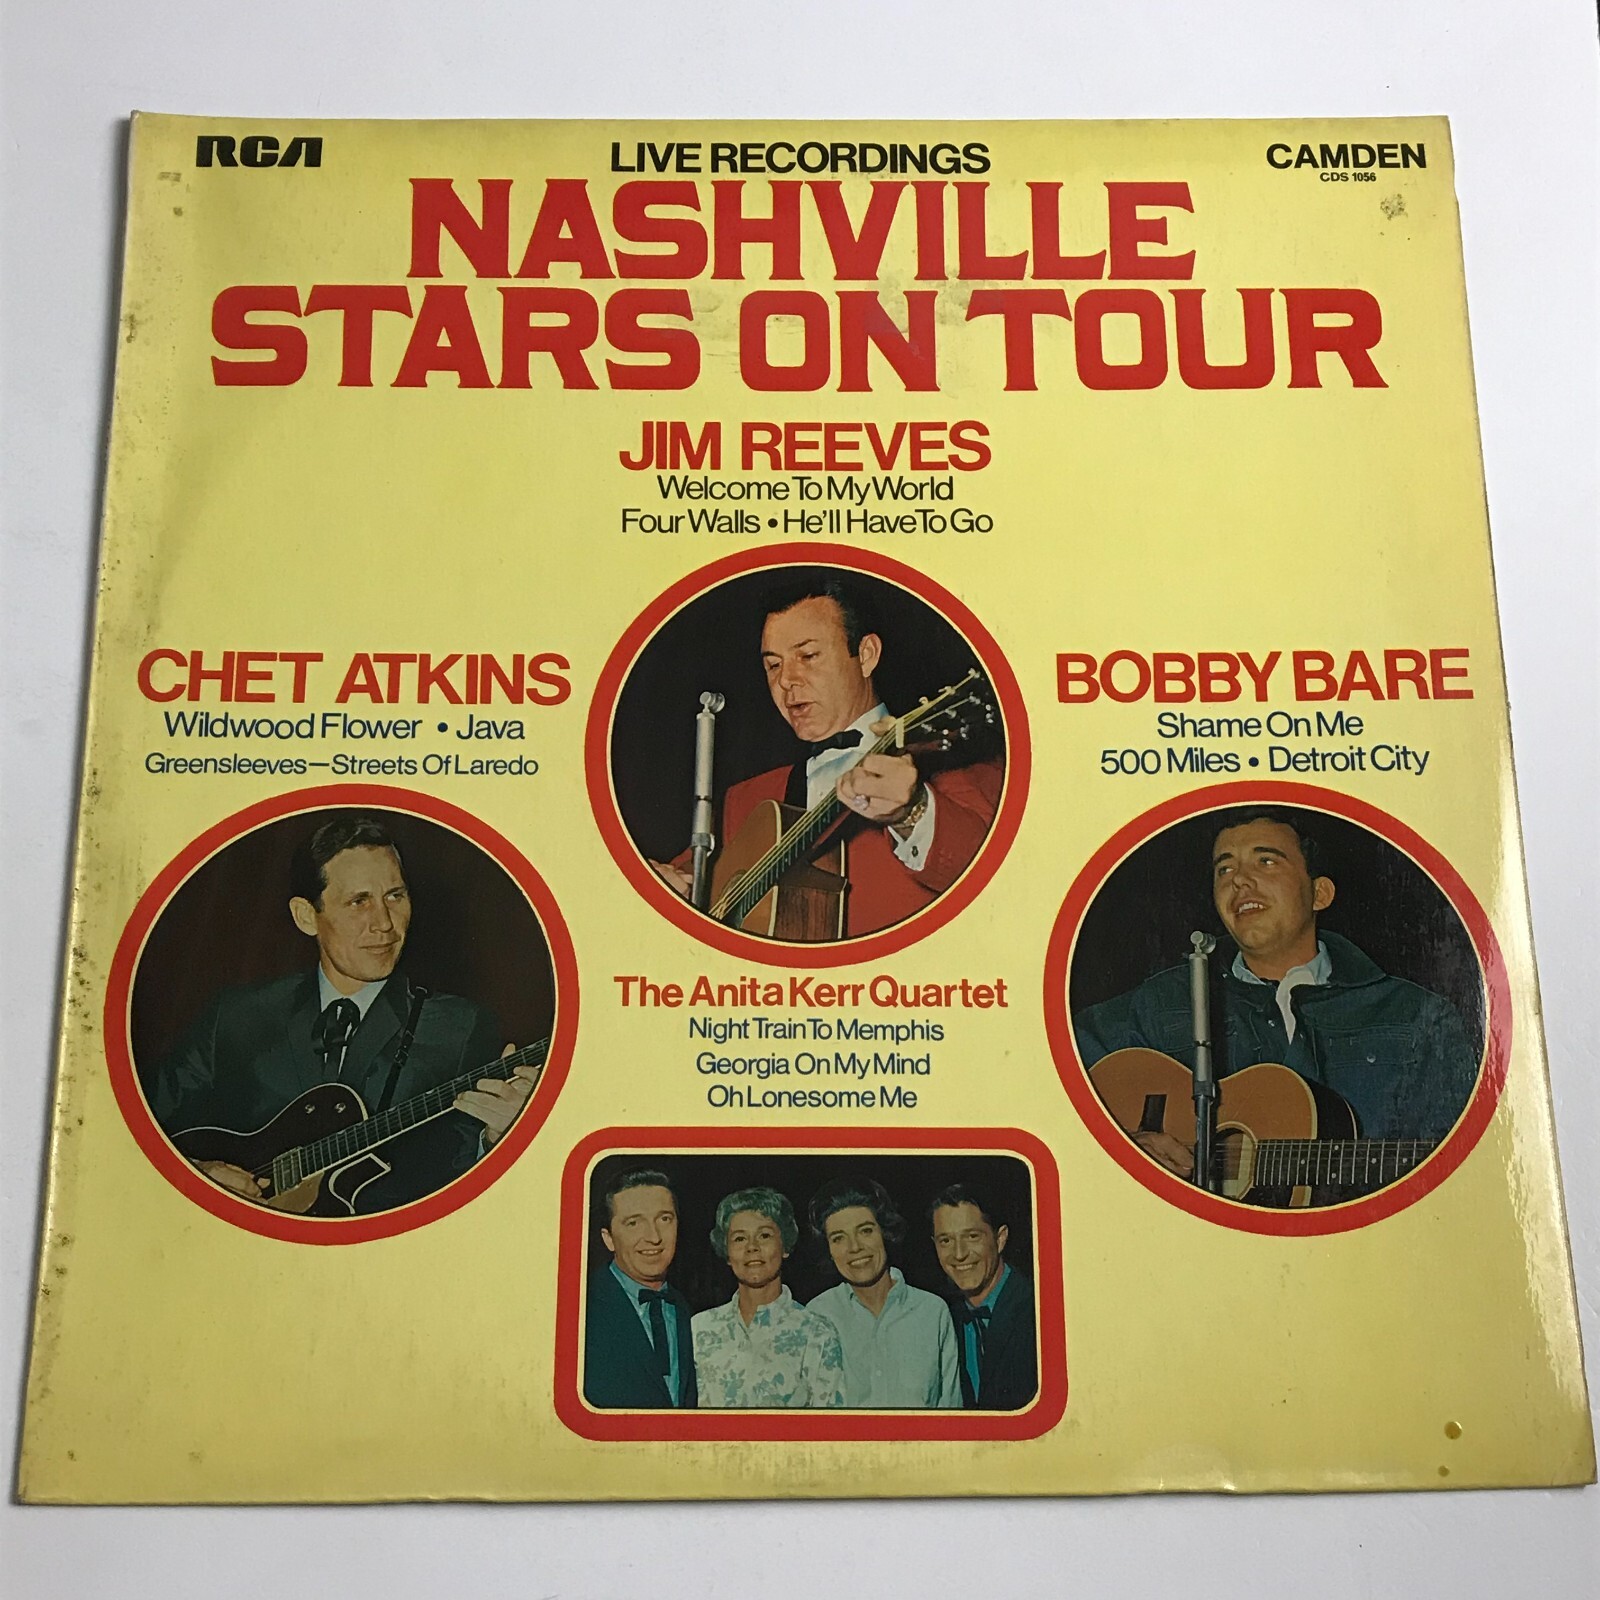 RCA
LIVE RECORDINGS
CAMDEN
CDS 1056
NASHVILLE
STARS ON TOUR
JIM REEVES
Welcome To My World
Four Walls • He'll Have To Go
CHET ATKINS
Wildwood Flower • Java
Greensleeves—Streets Of Laredo
BOBBY BARE
Shame On Me
500 Miles • Detroit City
The Anita Kerr Quartet
Night Train To Memphis
Georgia On My Mind
Oh Lonesome Me